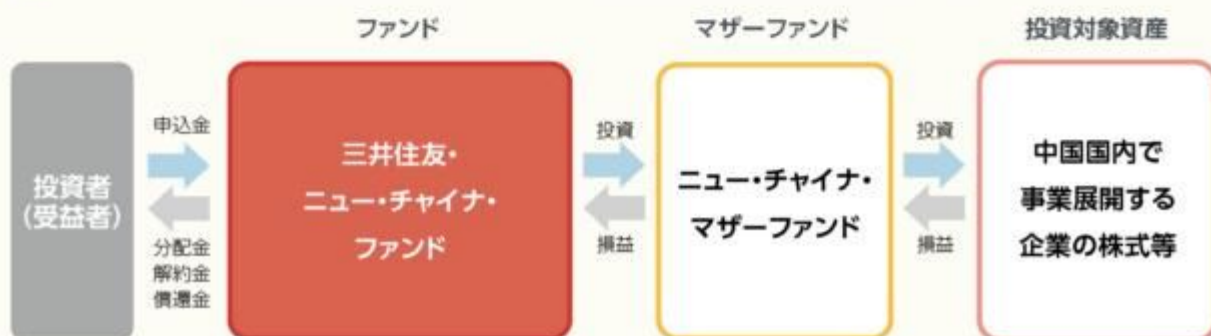 ファンド
マザーファンド
投資対象資産
投資者
(受益者)
申込金
分配金
解約金
償還金
三井住友・
ニュー・チャイナ・
ファンド
投資
損益
ニュー・チャイナ・
マザーファンド
投資
損益
中国国内で
事業展開する
企業の株式等